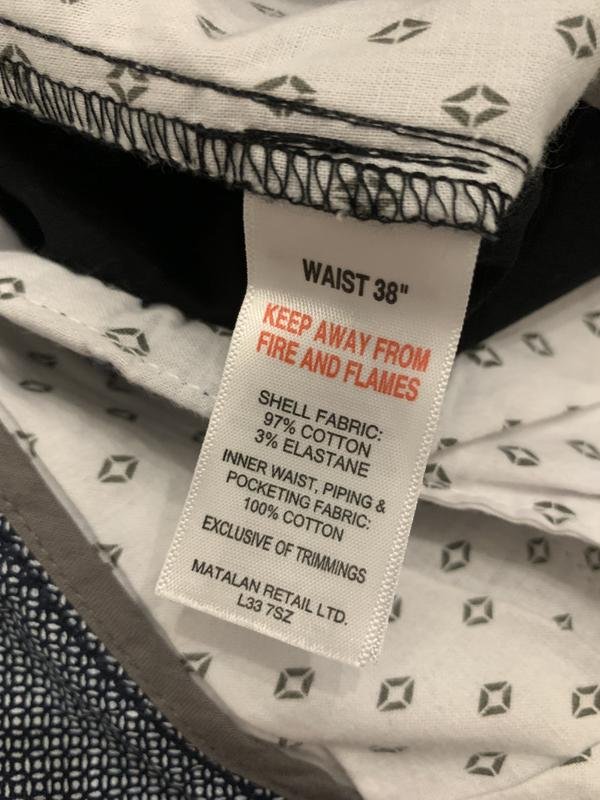 WAIST 38"
KEEP AWAY FROM
FIRE AND FLAMES
SHELL FABRIC:
97% COTTON
3% ELASTANE
INNER WAIST, PIPING &
POCKETING FABRIC:
100% COTTON
EXCLUSIVE OF TRIMMINGS
MATALAN RETAIL LTD.
L33 7SZ